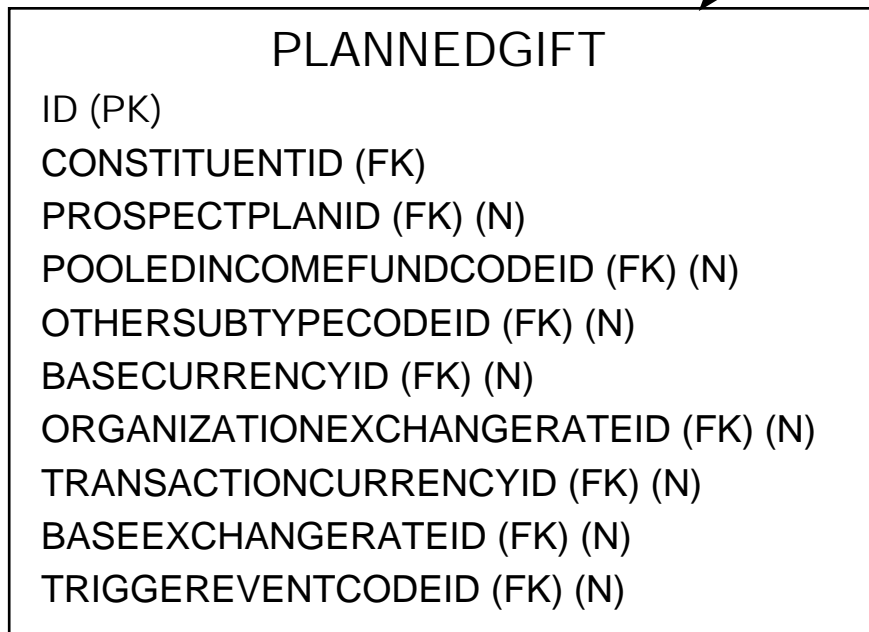 PLANNEDGIFT
ID (PK)
CONSTITUENTID (FK)
PROSPECTPLANID (FK) (N)
POOLEDINCOMEFUNDCODEID (FK) (N)
OTHERSUBTYPECODEID (FK) (N)
BASECURRENCYID (FK) (N)
ORGANIZATIONEXCHANGERATEID (FK) (N)
TRANSACTIONCURRENCYID (FK) (N)
BASEEXCHANGERATEID (FK) (N)
TRIGGEREVENTCODEID (FK) (N)